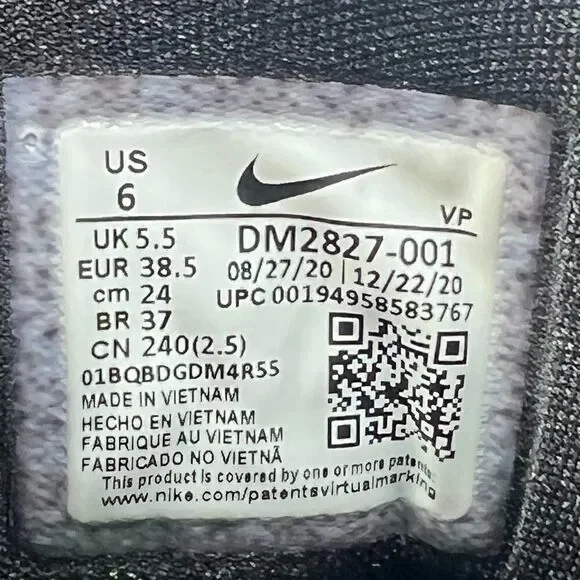 US
6
VP
UK 5.5
EUR 38.5
cm 24
BR 37
CN 240(2.5)
DM2827-001
08/27/20 | 12/22/20
UPC 00194958583767
01BQBDGDM4R55
MADE IN VIETNAM
HECHO EN VIETNAM
FABRIQUE AU VIETNAM
FABRICADO NO VIETNÃ
This product is covered by one or more patents.
www.nike.com/patentsvirtualmarking